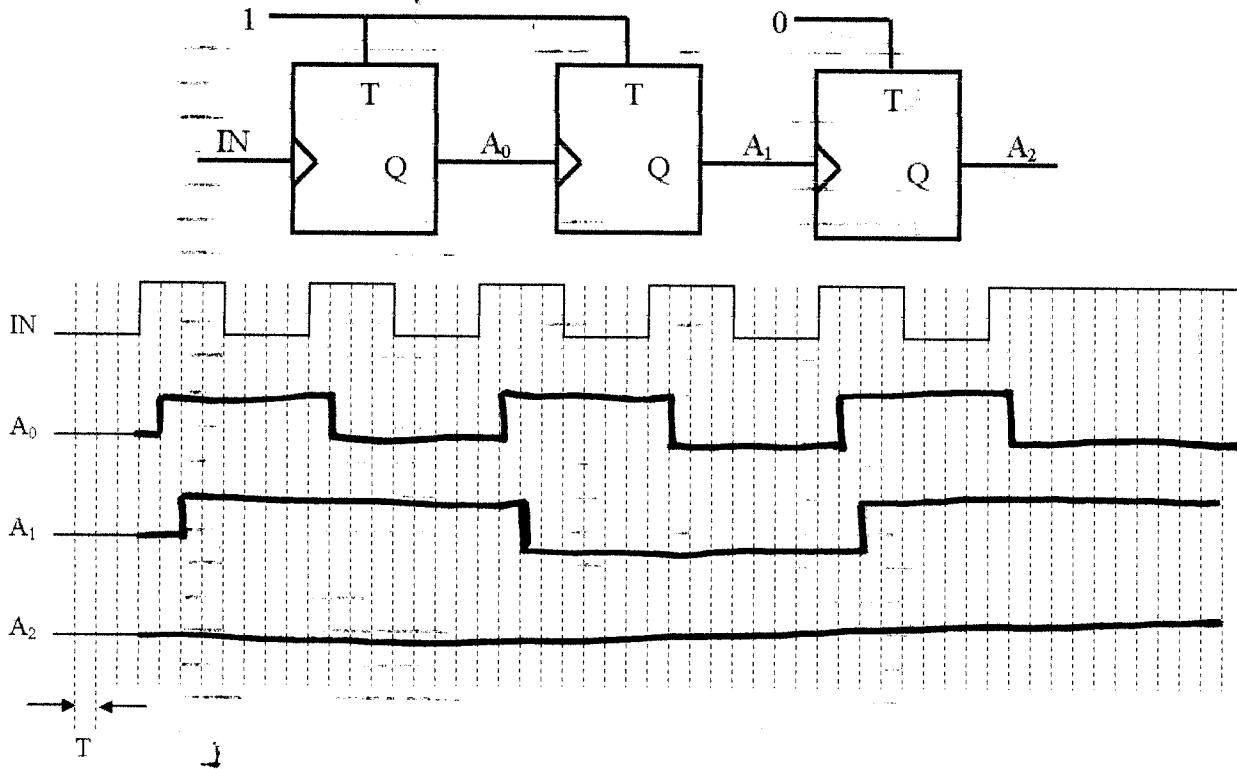 1 0
T T T
IN A₀ A₁ A₂
Q Q Q
IN
A₀
A₁
A₂
T